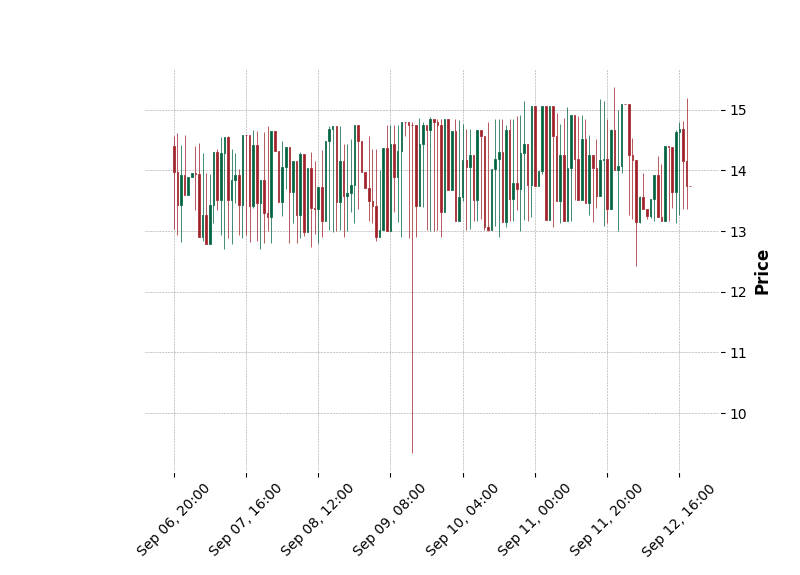 15
14
13
12
11
10
Price
Sep 06, 20:00
Sep 07, 16:00
Sep 08, 12:00
Sep 09, 08:00
Sep 10, 04:00
Sep 11, 00:00
Sep 11, 20:00
Sep 12, 16:00